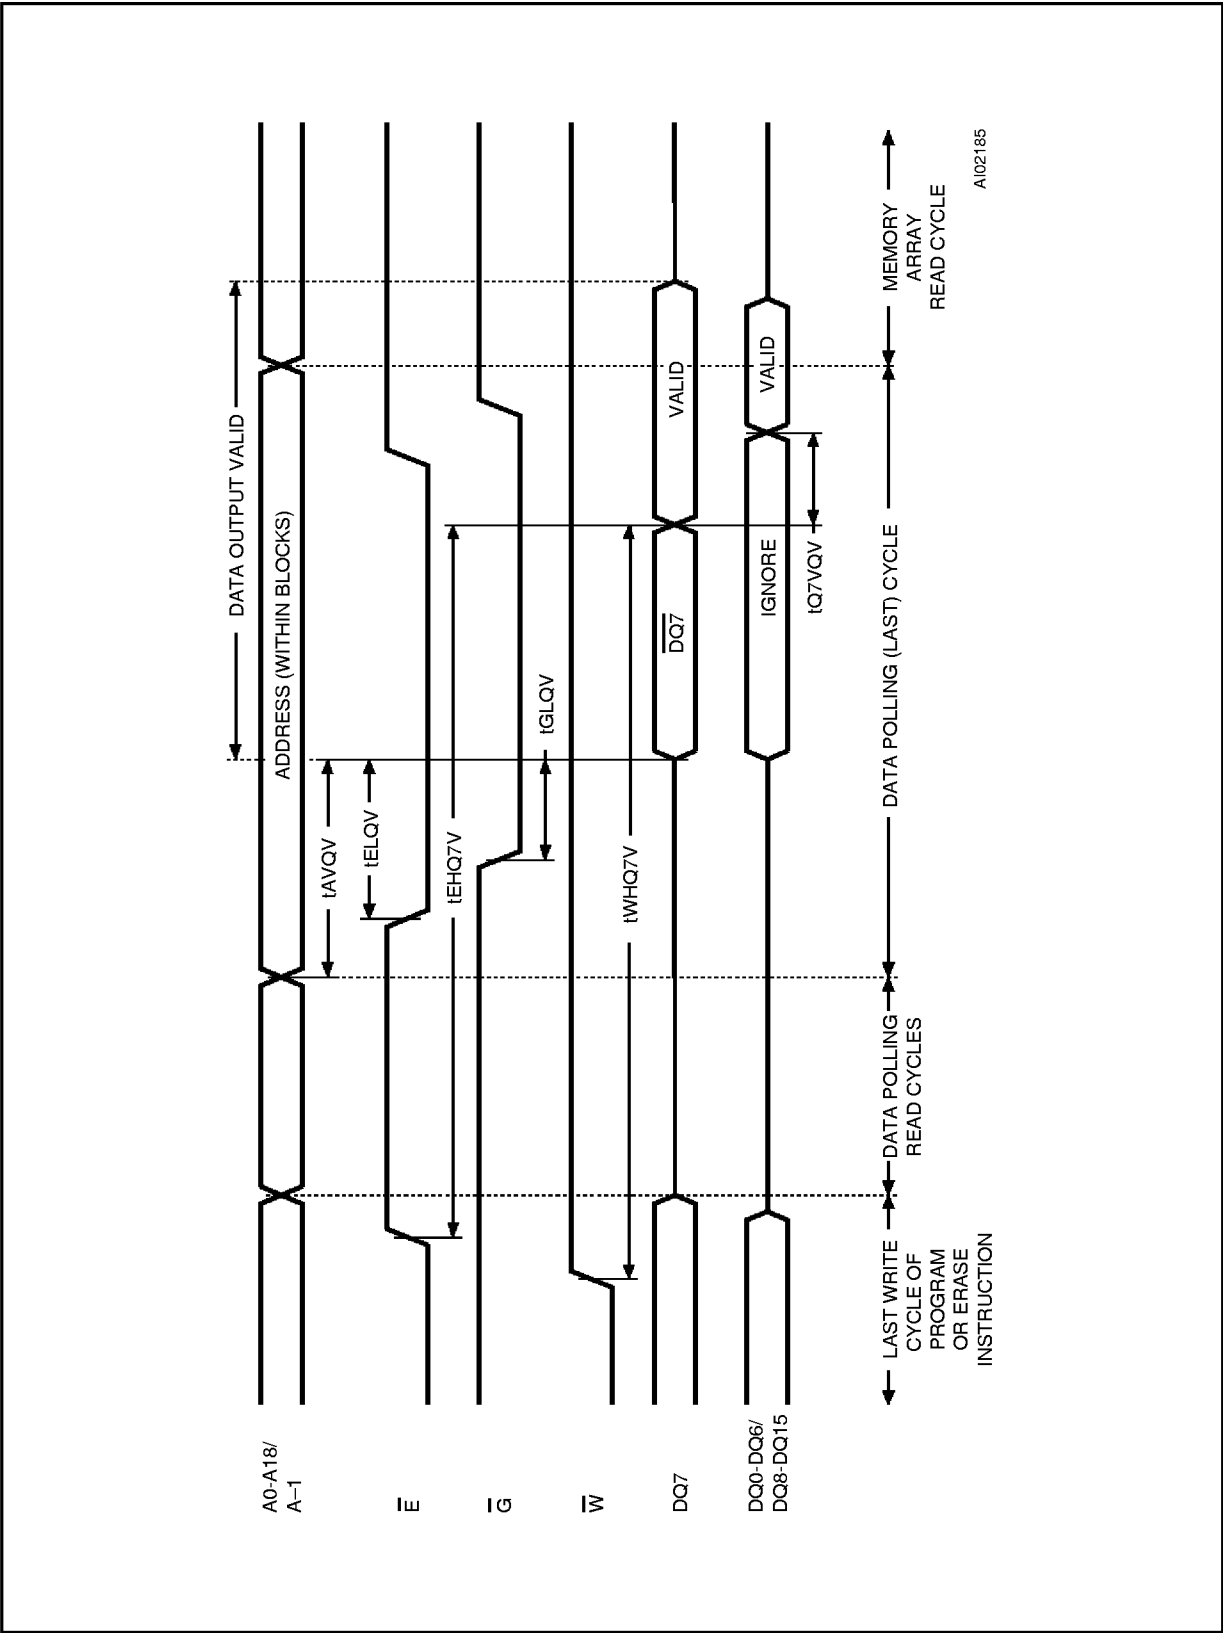 DATA OUTPUT VALID
A0-A18/
A–1
ADDRESS (WITHIN BLOCKS)
tAVQV
tELQV
E
tEHQ7V
G
tGLQV
W
tWHQ7V
DQ7
DQ7
VALID
DQ0-DQ6/
DQ8-DQ15
IGNORE
VALID
tQ7VQV
LAST WRITE
CYCLE OF
PROGRAM
OR ERASE
INSTRUCTION
DATA POLLING
READ CYCLES
DATA POLLING (LAST) CYCLE
MEMORY
ARRAY
READ CYCLE
AI02185